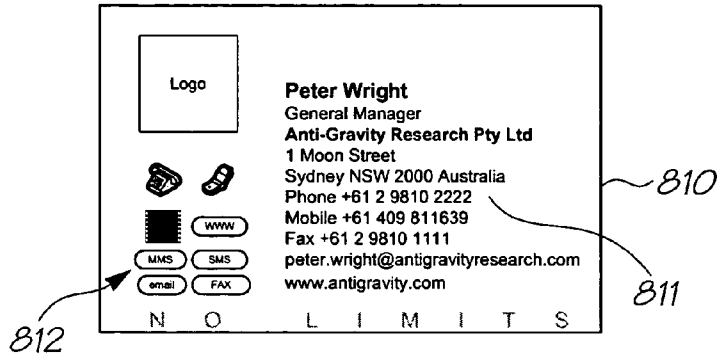 Logo
Peter Wright
General Manager
Anti-Gravity Research Pty Ltd
1 Moon Street
Sydney NSW 2000 Australia
Phone +61 2 9810 2222
Mobile +61 409 811639
Fax +61 2 9810 1111
peter.wright@antigravityresearch.com
www.antigravity.com
WWW
MMS SMS
email FAX
NO LIMITS
810
811
812